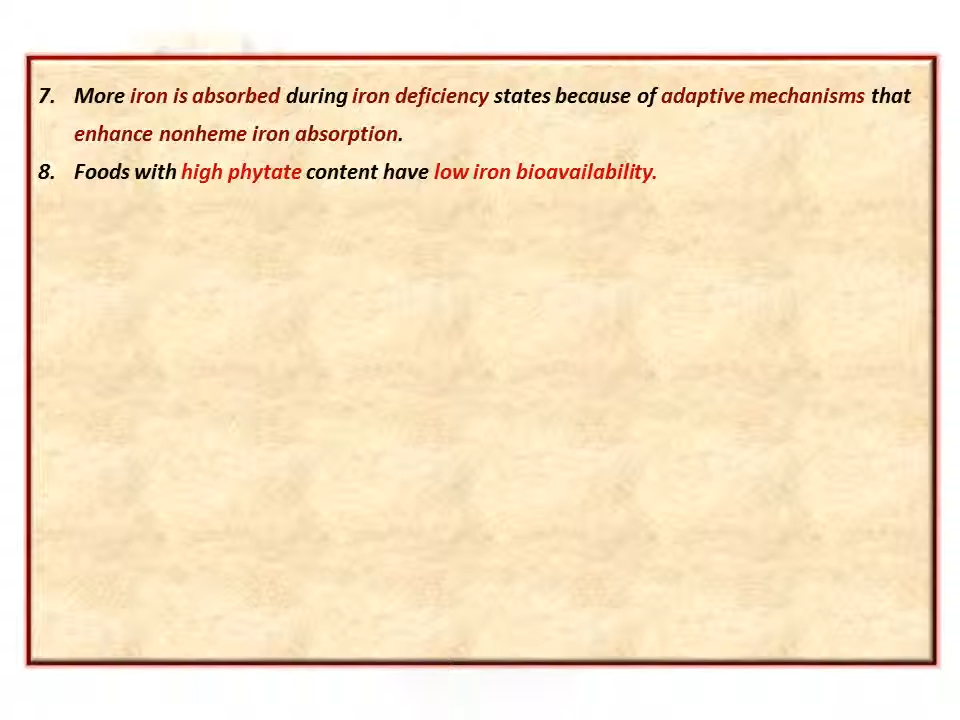 7. More iron is absorbed during iron deficiency states because of adaptive mechanisms that
enhance nonheme iron absorption.
8. Foods with high phytate content have low iron bioavailability.